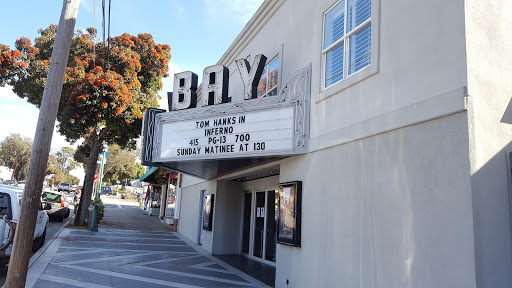 BAY
TOM HANKS IN
INFERNO
415 PG-13 700
SUNDAY MATINEE AT 130